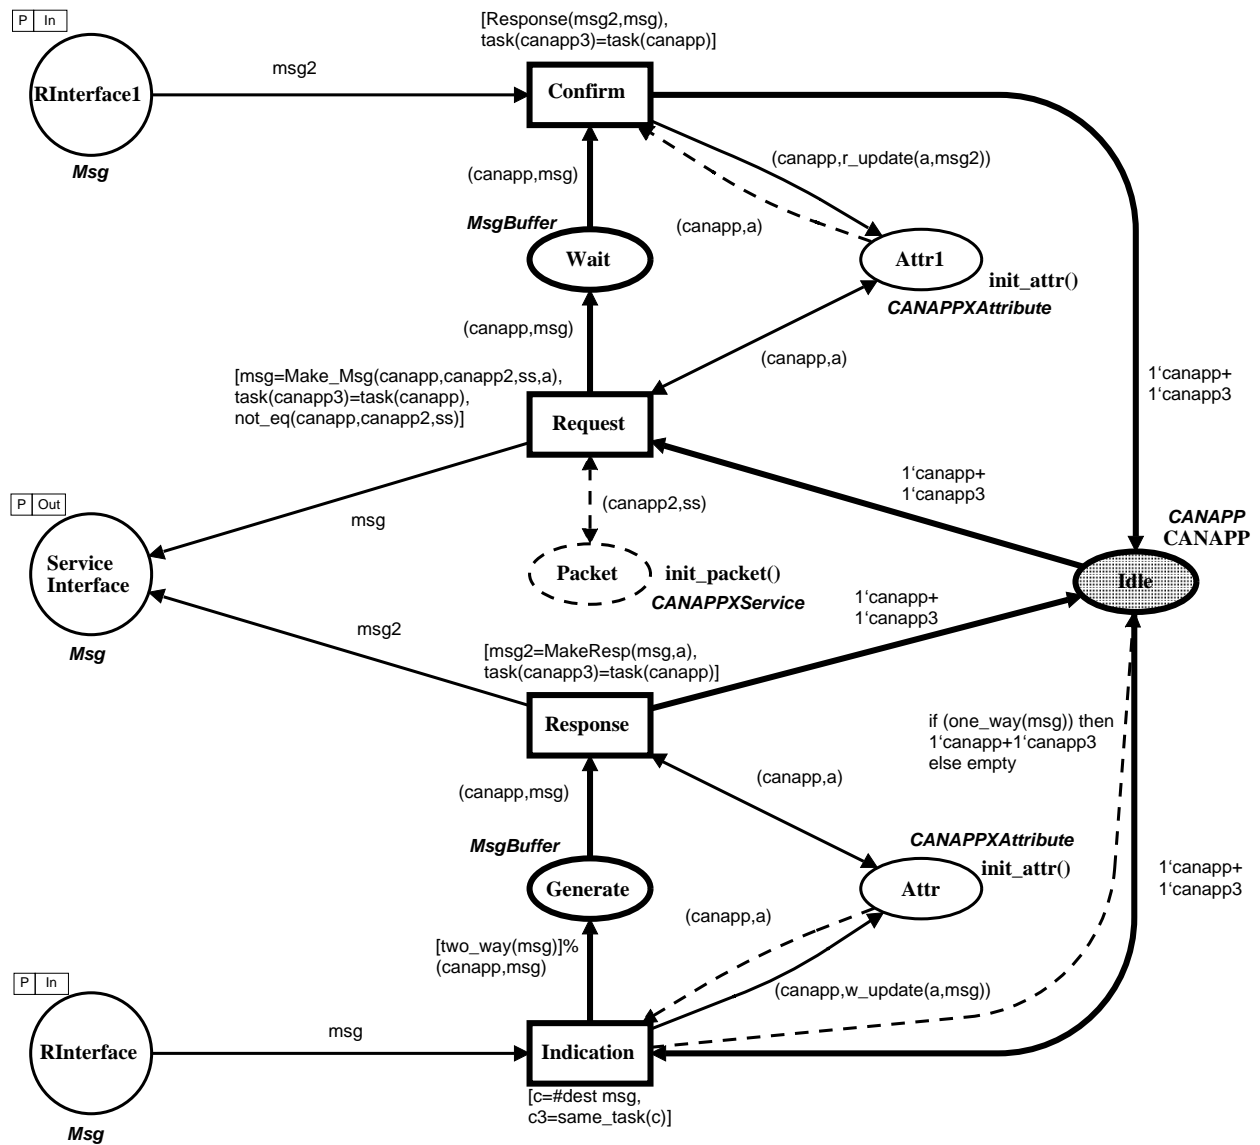 P In
[Response(msg2,msg),
task(canapp3)=task(canapp)]
RInterface1
msg2
Confirm
Msg
(canapp,msg)
(canapp,r_update(a,msg2))
MsgBuffer
(canapp,a)
Wait
Attr1
init_attr()
CANAPPXAttribute
(canapp,msg)
(canapp,a)
[msg=Make_Msg(canapp,canapp2,ss,a),
task(canapp3)=task(canapp),
not_eq(canapp,canapp2,ss)]
1‘canapp+
1‘canapp3
Request
1‘canapp+
1‘canapp3
P Out
msg
(canapp2,ss)
CANAPP
CANAPP
Service
Interface
Packet
init_packet()
CANAPPXService
Idle
1‘canapp+
1‘canapp3
Msg
msg2
[msg2=MakeResp(msg,a),
task(canapp3)=task(canapp)]
Response
if (one_way(msg)) then
1‘canapp+1‘canapp3
else empty
(canapp,msg)
(canapp,a)
MsgBuffer
CANAPPXAttribute
init_attr()
Generate
Attr
1‘canapp+
1‘canapp3
(canapp,a)
[two_way(msg)]%
(canapp,msg)
P In
(canapp,w_update(a,msg))
RInterface
msg
Indication
[c=#dest msg,
c3=same_task(c)]
Msg